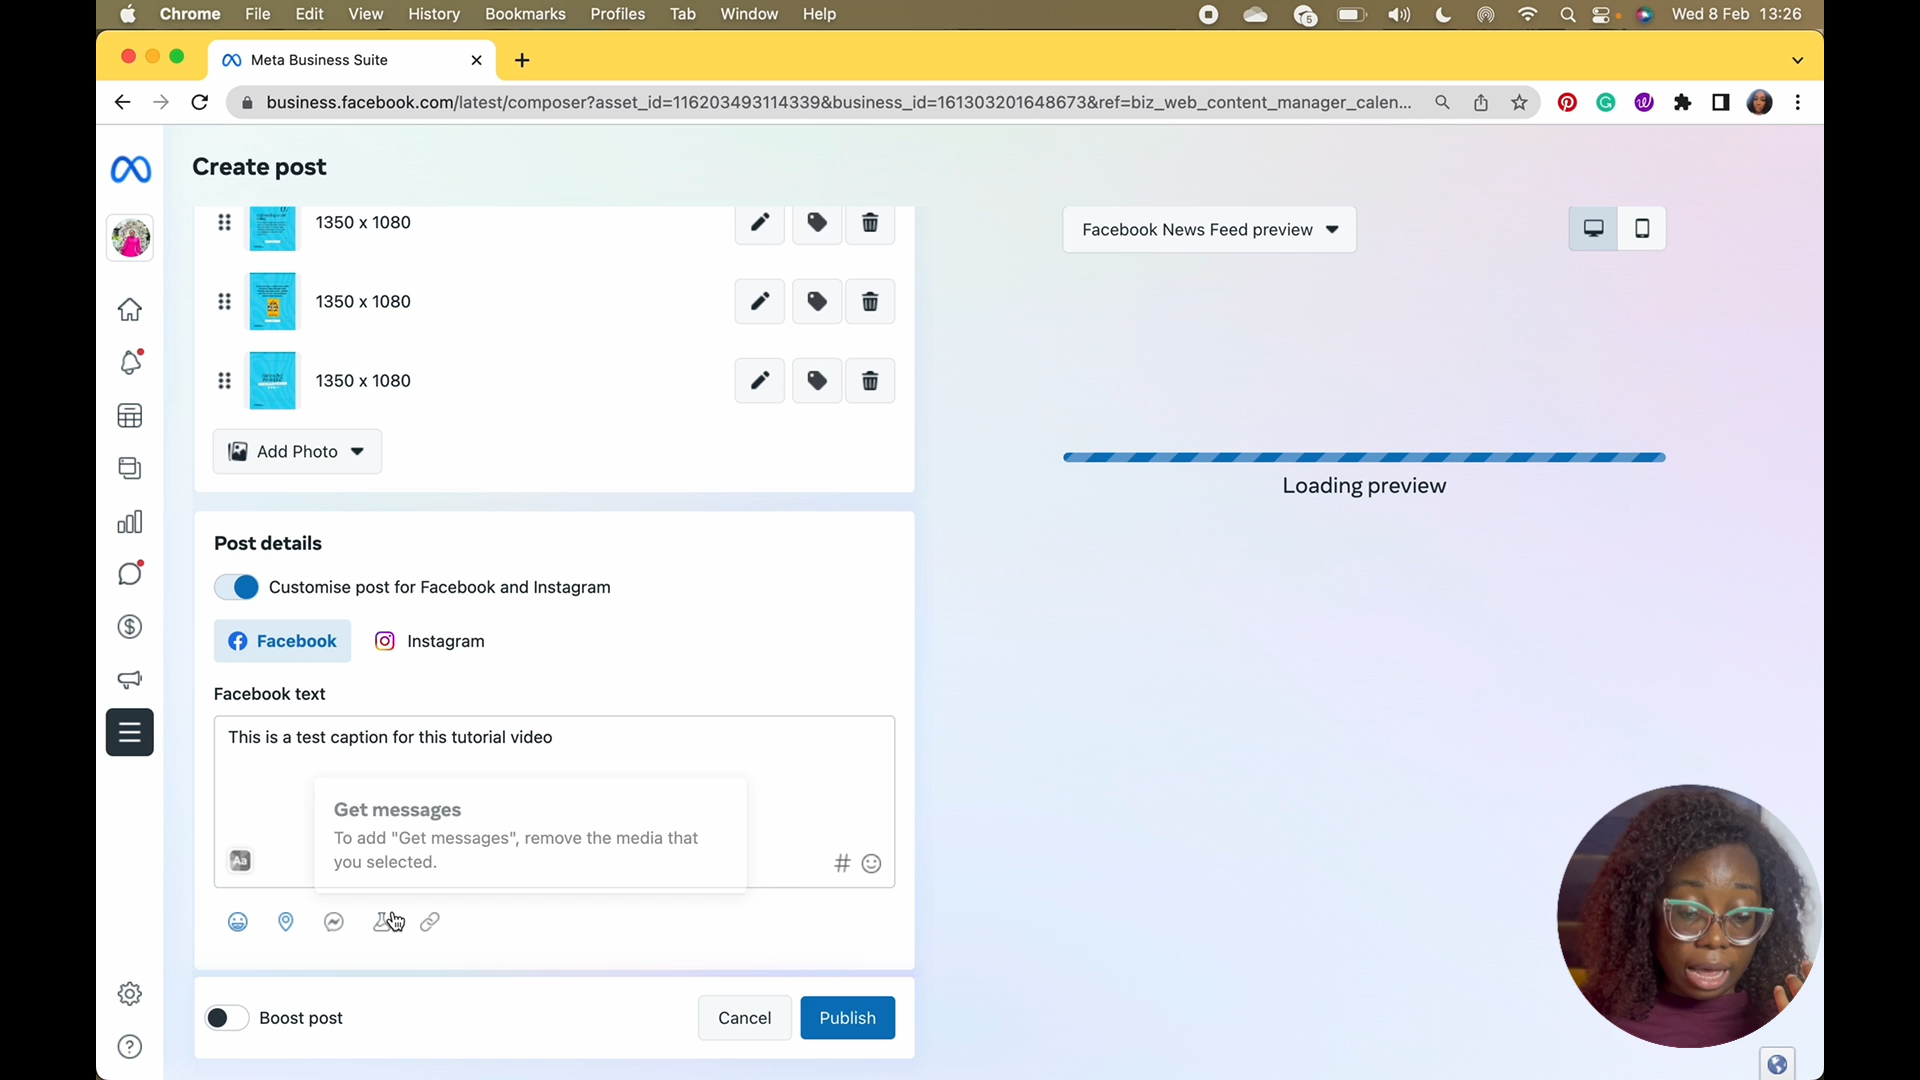 Chrome File Edit View History Bookmarks Profiles Tab Window Help 5 Wed 8 Feb 13:26
Meta Business Suite
business.facebook.com/latest/composer?asset_id=116203493114339&business_id=161303201648673&ref=biz_web_content_manager_calen...
Create post
1350 x 1080
Facebook News Feed preview
1350 x 1080
1350 x 1080
Add Photo
Loading preview
Post details
Customise post for Facebook and Instagram
Facebook Instagram
Facebook text
This is a test caption for this tutorial video
Get messages
To add "Get messages", remove the media that
you selected.
Aa #
Boost post Cancel Publish